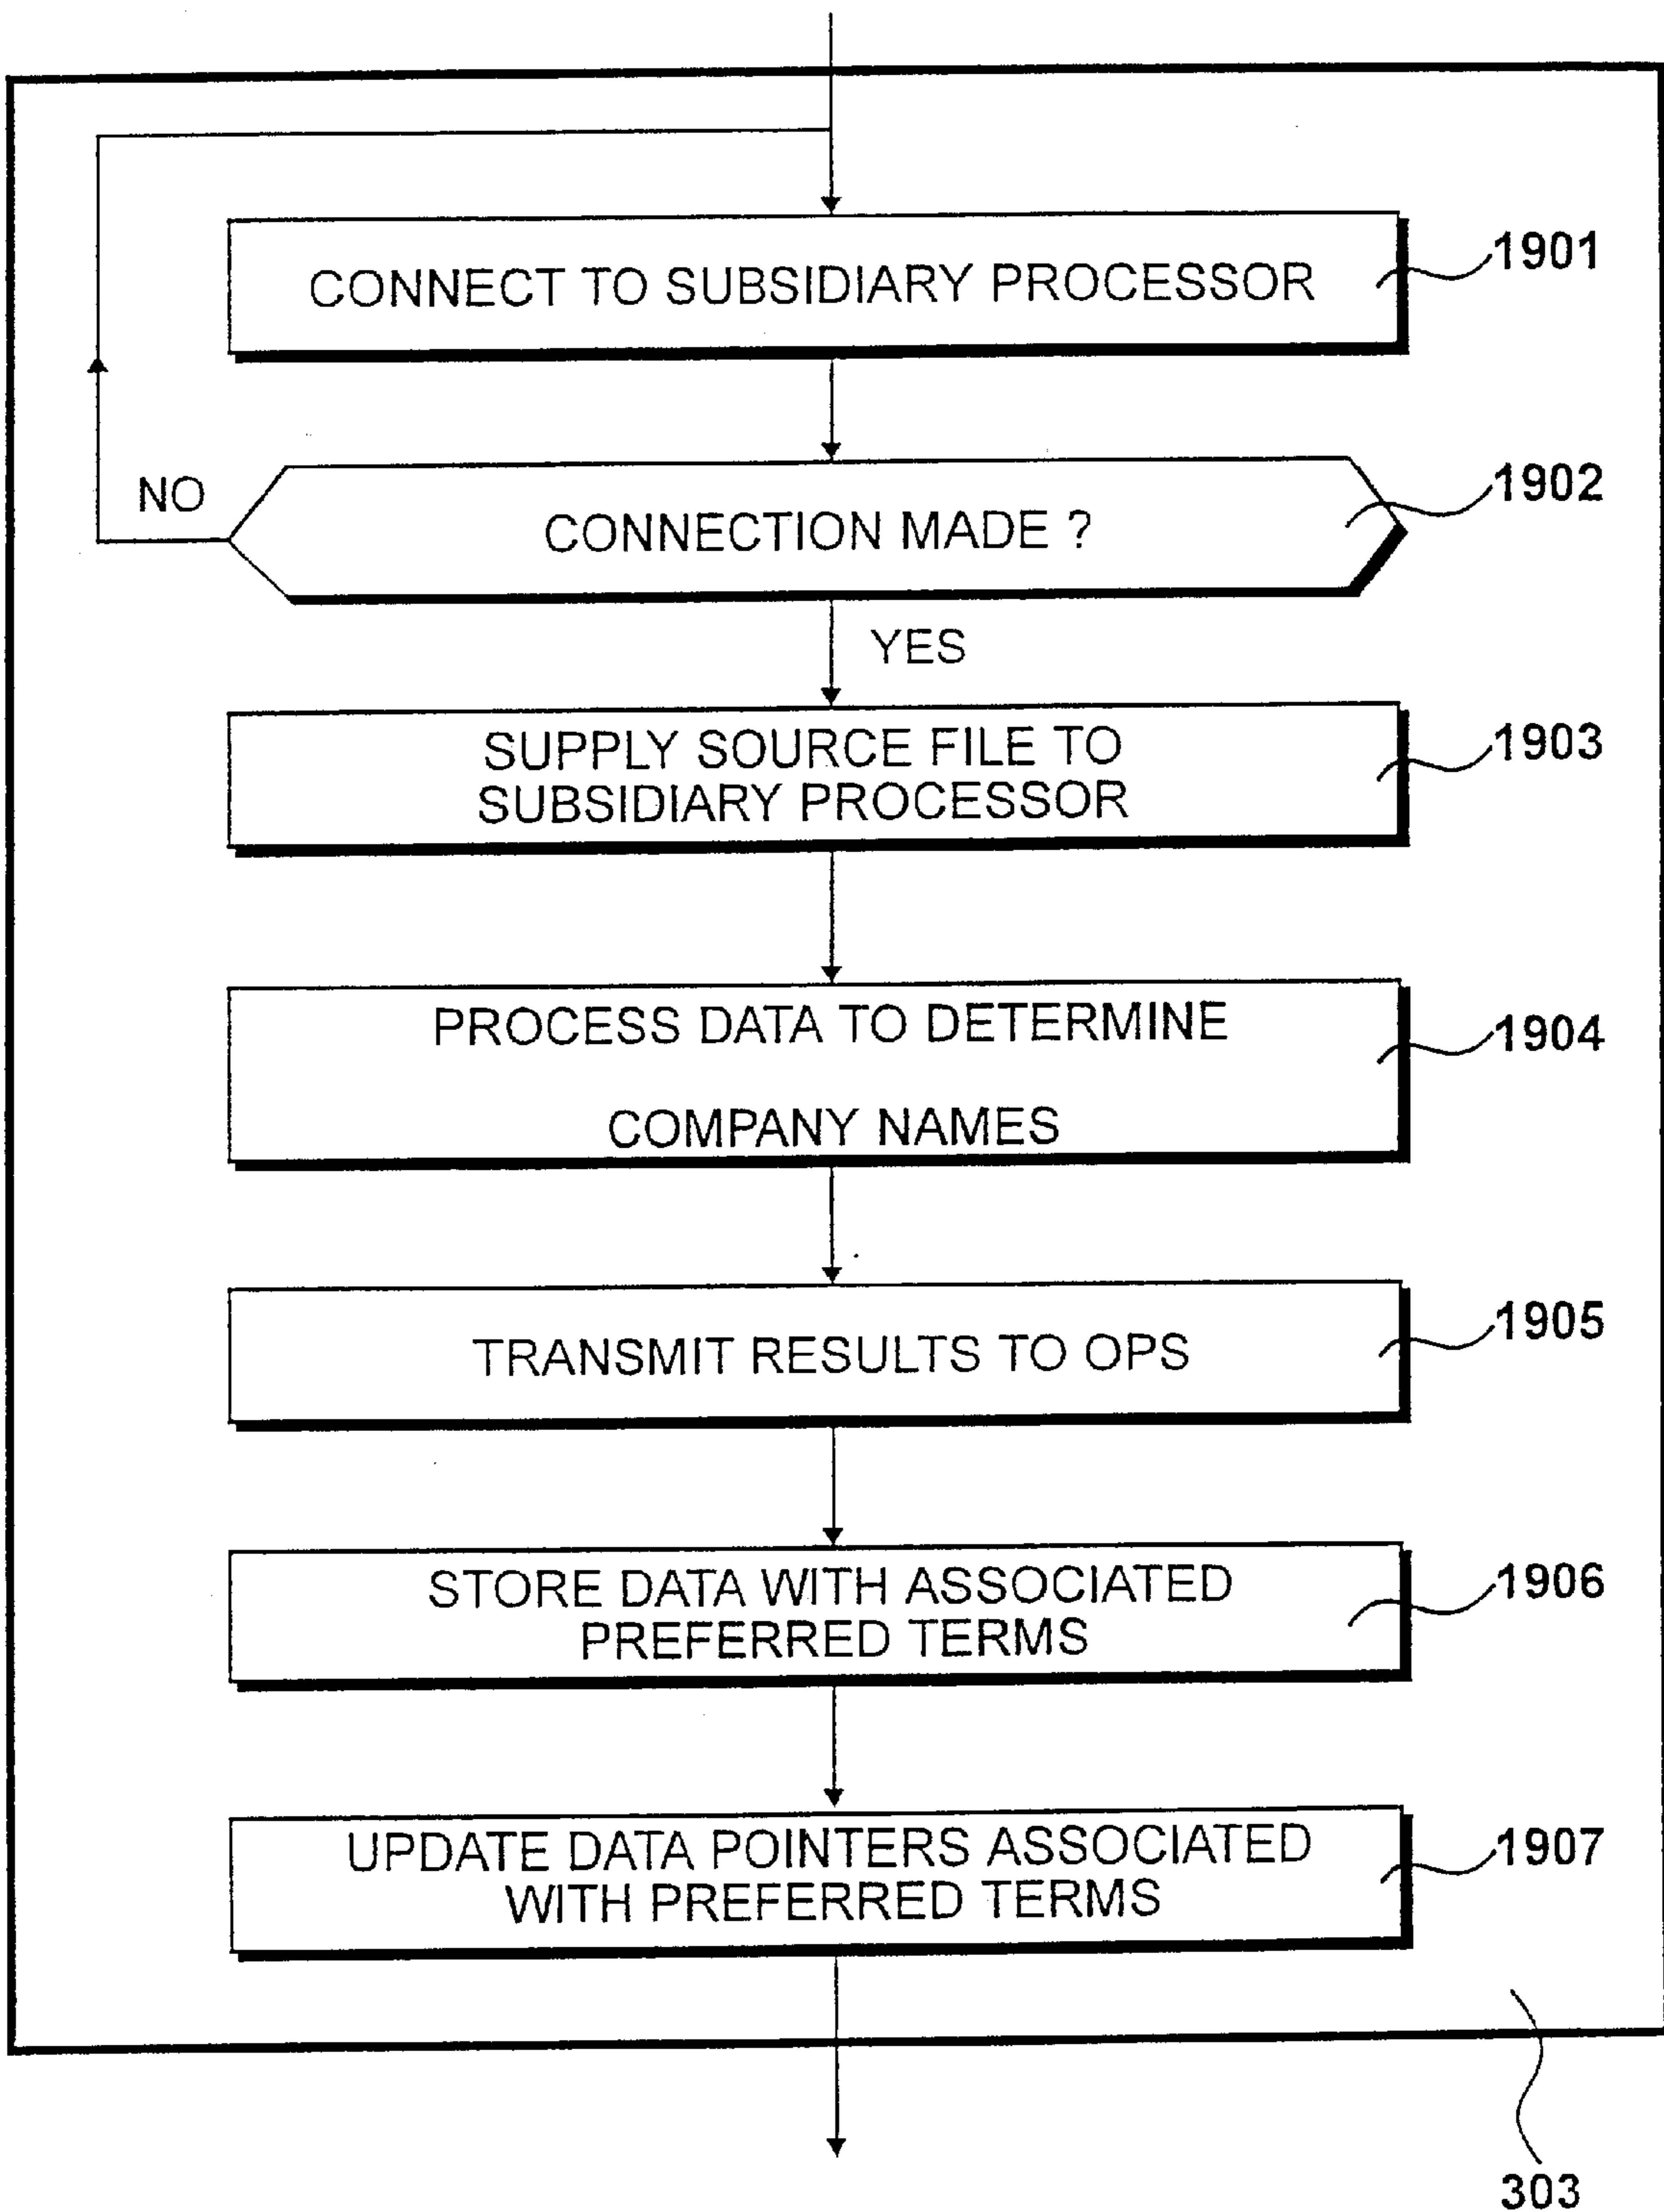 CONNECT TO SUBSIDIARY PROCESSOR
1901
CONNECTION MADE ?
1902
NO
YES
SUPPLY SOURCE FILE TO
SUBSIDIARY PROCESSOR
1903
PROCESS DATA TO DETERMINE
COMPANY NAMES
1904
TRANSMIT RESULTS TO OPS
1905
STORE DATA WITH ASSOCIATED
PREFERRED TERMS
1906
UPDATE DATA POINTERS ASSOCIATED
WITH PREFERRED TERMS
1907
303